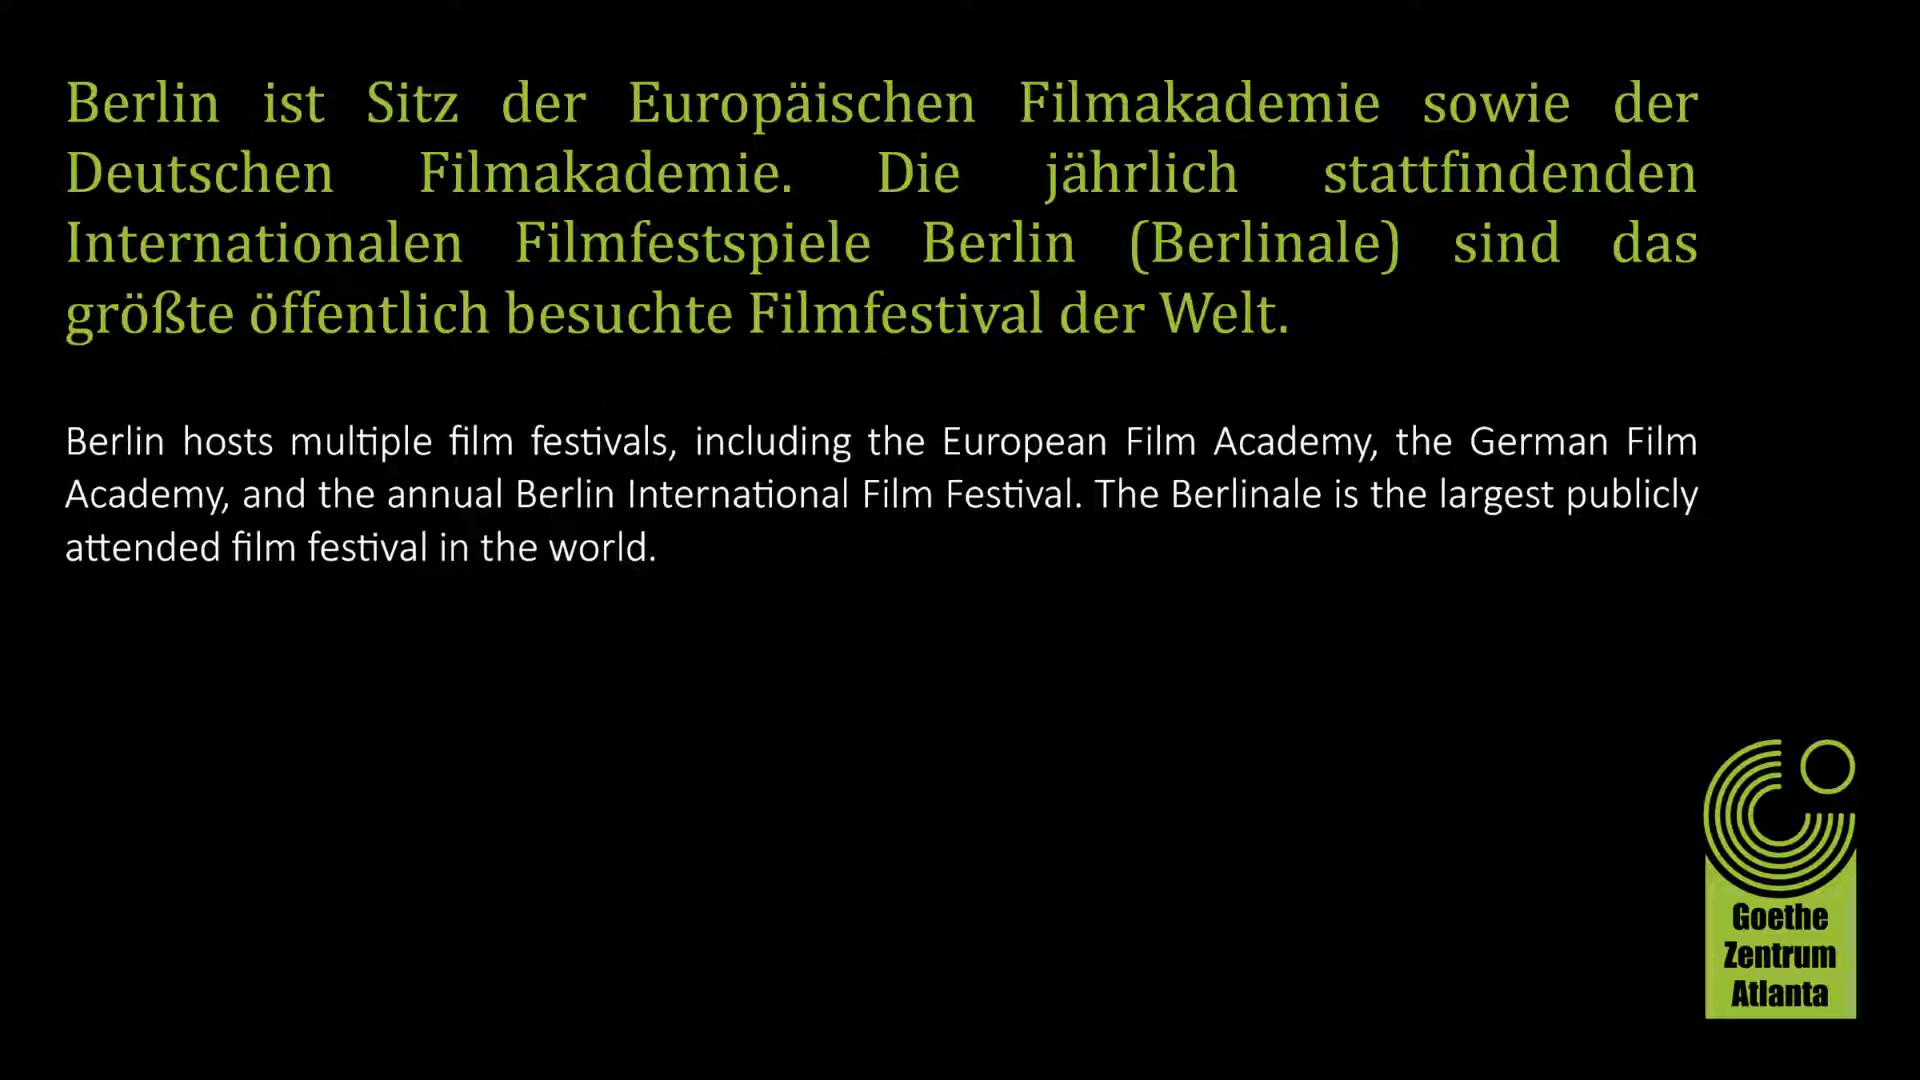 Berlin ist Sitz der Europäischen Filmakademie sowie der
Deutschen Filmakademie. Die jährlich stattfindenden
Internationalen Filmfestspiele Berlin (Berlinale) sind das
größte öffentlich besuchte Filmfestival der Welt.
Berlin hosts multiple film festivals, including the European Film Academy, the German Film
Academy, and the annual Berlin International Film Festival. The Berlinale is the largest publicly
attended film festival in the world.
Goethe
Zentrum
Atlanta